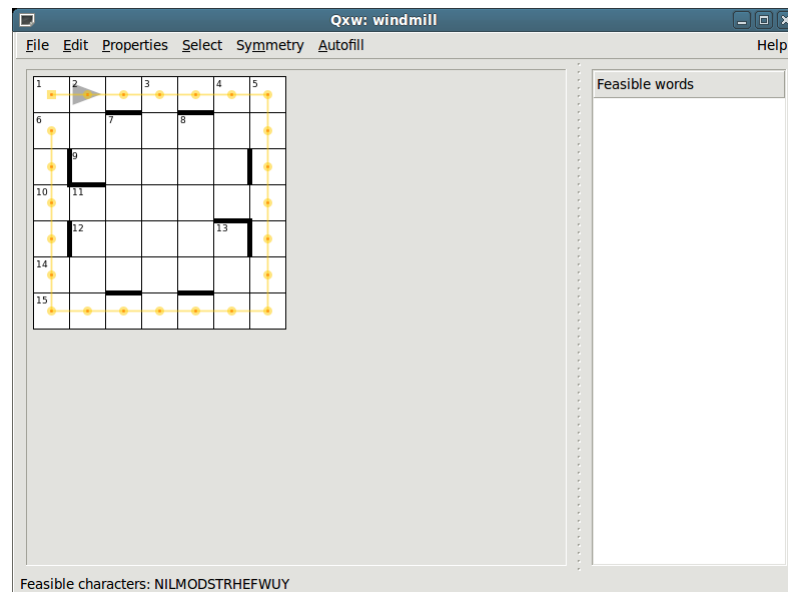 Qxw: windmill
File Edit Properties Select Symmetry Autofill Help
Feasible words
1 2 3 4 5
6 7 8
9
10 11
12 13
14
15
Feasible characters: NILMODSTRHEFWUY